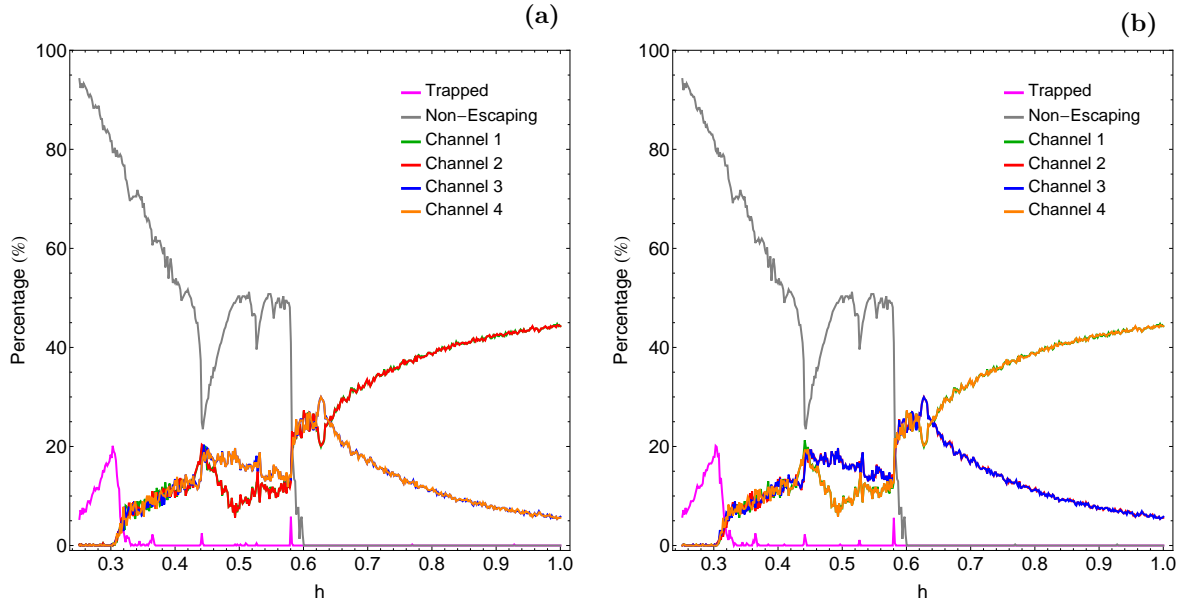 (a)
100
80
60
40
20
0
Percentage (%)
Trapped
Non−Escaping
Channel 1
Channel 2
Channel 3
Channel 4
0.3 0.4 0.5 0.6 0.7 0.8 0.9 1.0
h
(b)
100
80
60
40
20
0
Percentage (%)
Trapped
Non−Escaping
Channel 1
Channel 2
Channel 3
Channel 4
0.3 0.4 0.5 0.6 0.7 0.8 0.9 1.0
h